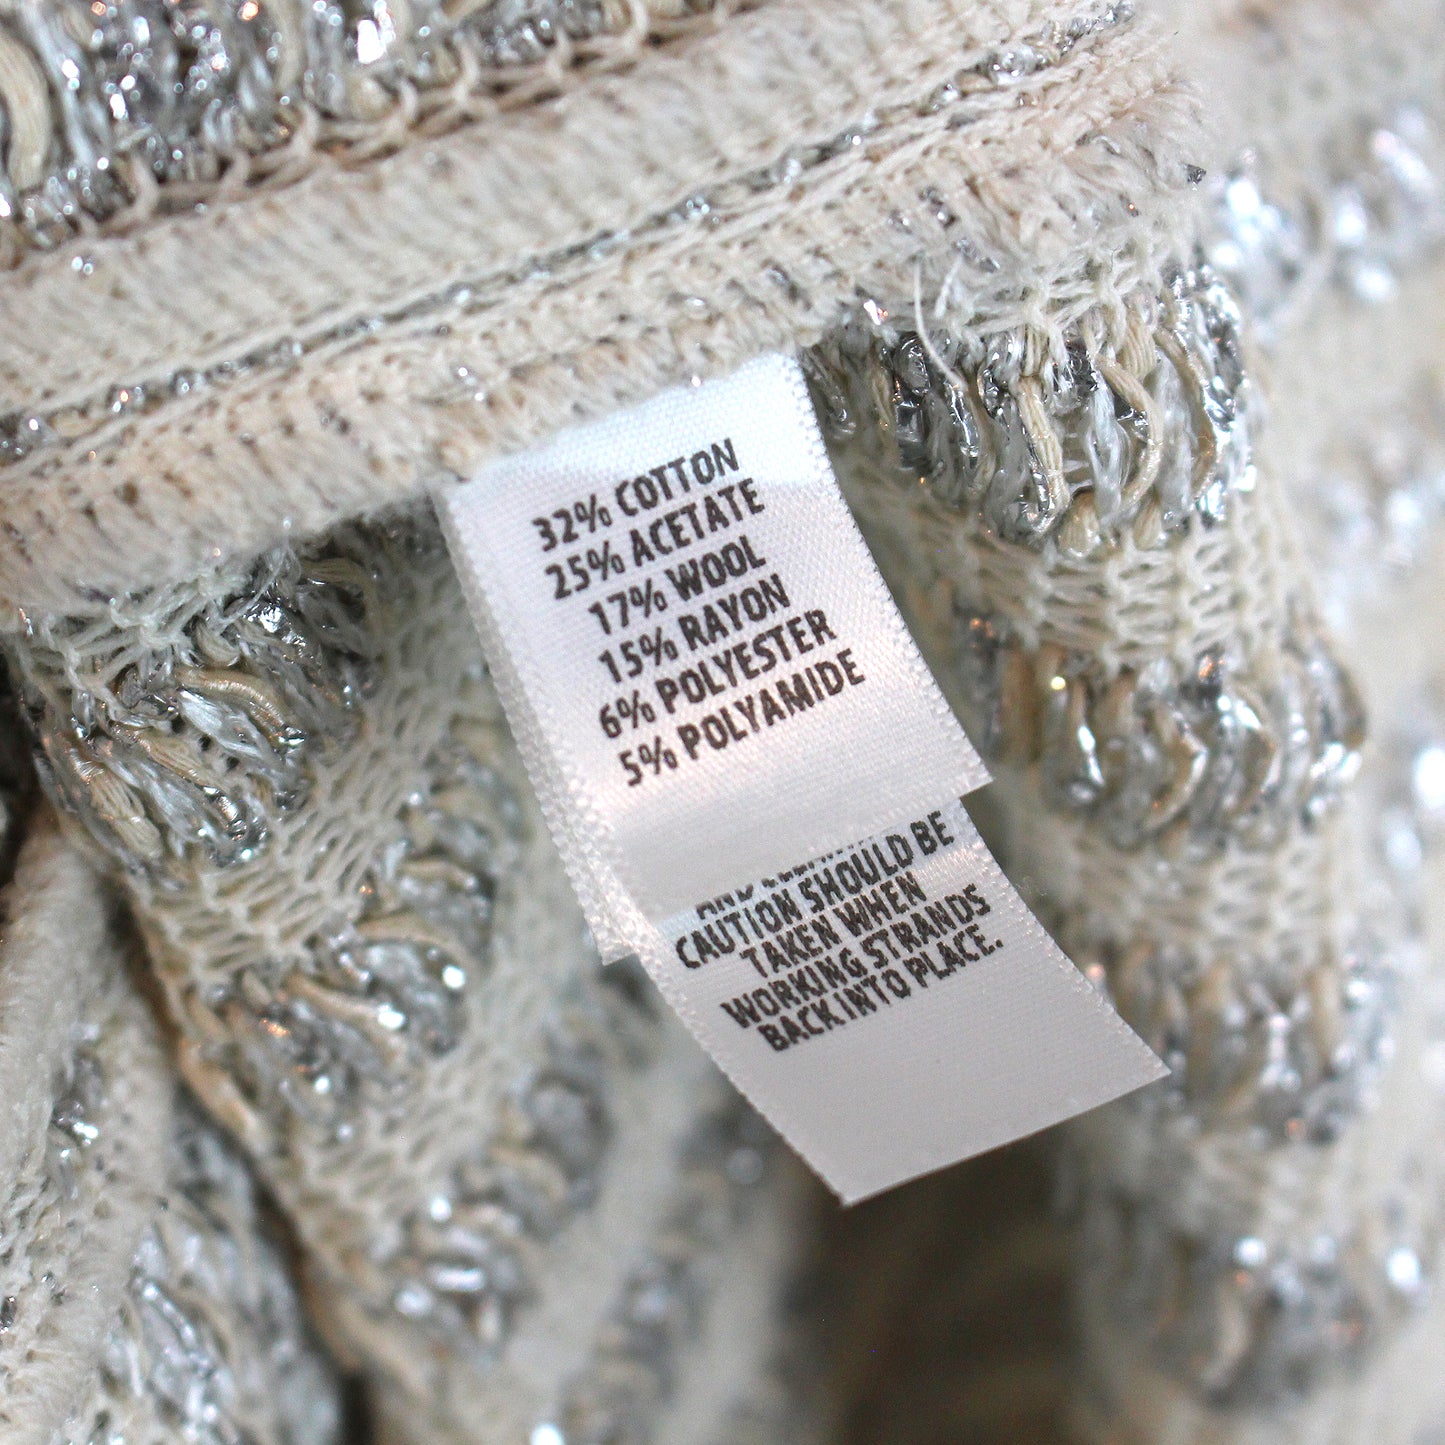 32% COTTON
25% ACETATE
17% WOOL
15% RAYON
6% POLYESTER
5% POLYAMIDE
AND
CAUTION SHOULD BE
TAKEN WHEN
WORKING STRANDS
BACK INTO PLACE.